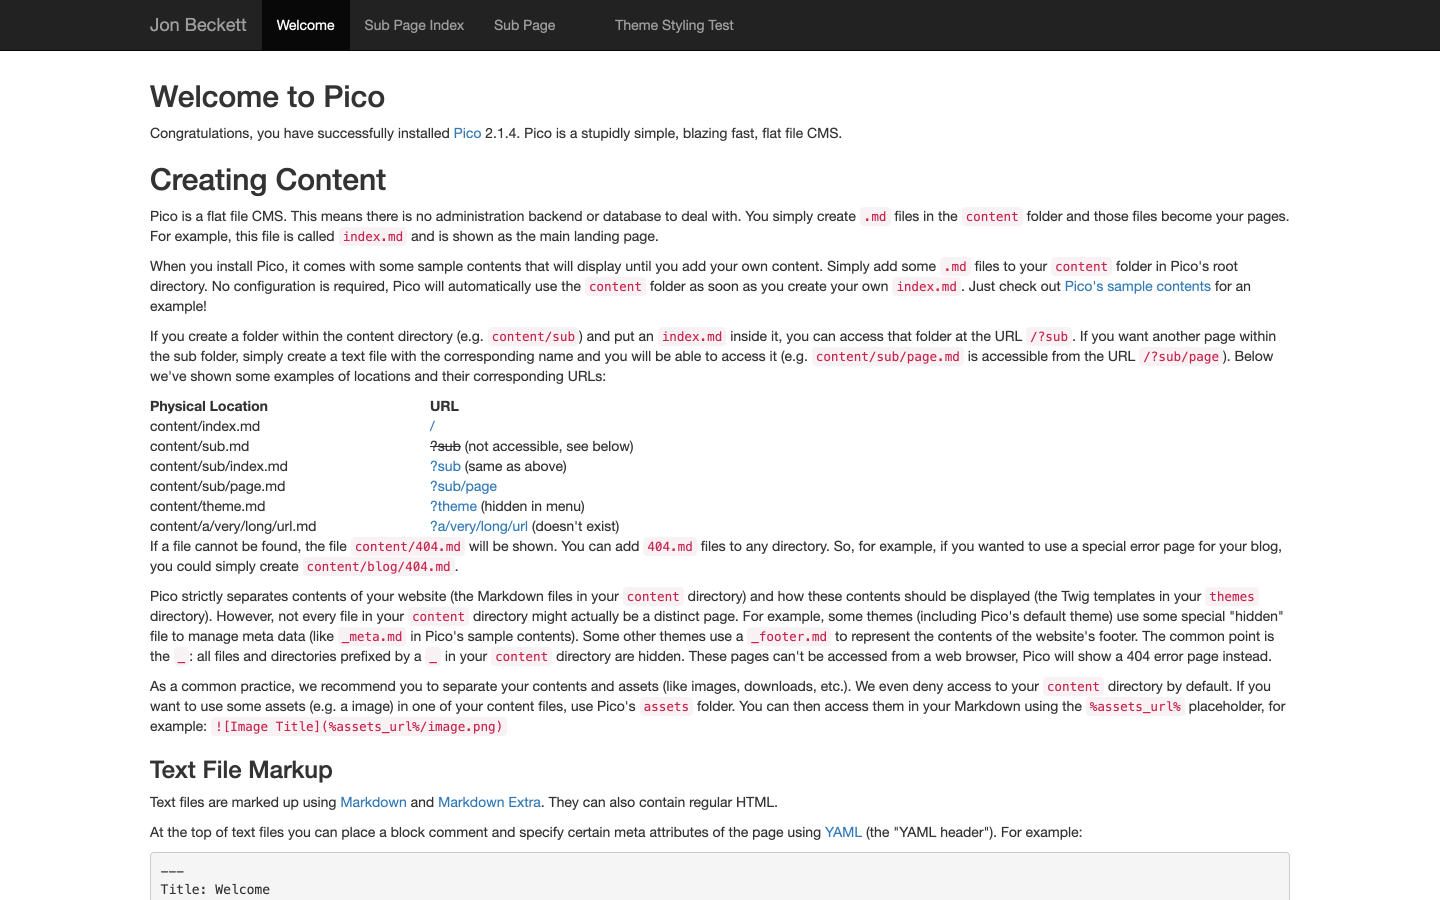 Jon Beckett Welcome Sub Page Index Sub Page Theme Styling Test
Welcome to Pico
Congratulations, you have successfully installed Pico 2.1.4. Pico is a stupidly simple, blazing fast, flat file CMS.
Creating Content
Pico is a flat file CMS. This means there is no administration backend or database to deal with. You simply create .md files in the content folder and those files become your pages.
For example, this file is called index.md and is shown as the main landing page.
When you install Pico, it comes with some sample contents that will display until you add your own content. Simply add some .md files to your content folder in Pico's root
directory. No configuration is required, Pico will automatically use the content folder as soon as you create your own index.md. Just check out Pico's sample contents for an
example!
If you create a folder within the content directory (e.g. content/sub) and put an index.md inside it, you can access that folder at the URL /?sub. If you want another page within
the sub folder, simply create a text file with the corresponding name and you will be able to access it (e.g. content/sub/page.md is accessible from the URL /?sub/page). Below
we've shown some examples of locations and their corresponding URLs:
Physical Location URL
content/index.md /
content/sub.md ?sub (not accessible, see below)
content/sub/index.md ?sub (same as above)
content/sub/page.md ?sub/page
content/theme.md ?theme (hidden in menu)
content/a/very/long/url.md ?a/very/long/url (doesn't exist)
If a file cannot be found, the file content/404.md will be shown. You can add 404.md files to any directory. So, for example, if you wanted to use a special error page for your blog,
you could simply create content/blog/404.md.
Pico strictly separates contents of your website (the Markdown files in your content directory) and how these contents should be displayed (the Twig templates in your themes
directory). However, not every file in your content directory might actually be a distinct page. For example, some themes (including Pico's default theme) use some special "hidden"
file to manage meta data (like _meta.md in Pico's sample contents). Some other themes use a _footer.md to represent the contents of the website's footer. The common point is
the _: all files and directories prefixed by a _ in your content directory are hidden. These pages can't be accessed from a web browser, Pico will show a 404 error page instead.
As a common practice, we recommend you to separate your contents and assets (like images, downloads, etc.). We even deny access to your content directory by default. If you
want to use some assets (e.g. a image) in one of your content files, use Pico's assets folder. You can then access them in your Markdown using the %assets_url% placeholder, for
example: ![Image Title](%assets_url%/image.png)
Text File Markup
Text files are marked up using Markdown and Markdown Extra. They can also contain regular HTML.
At the top of text files you can place a block comment and specify certain meta attributes of the page using YAML (the "YAML header"). For example:
---
Title: Welcome